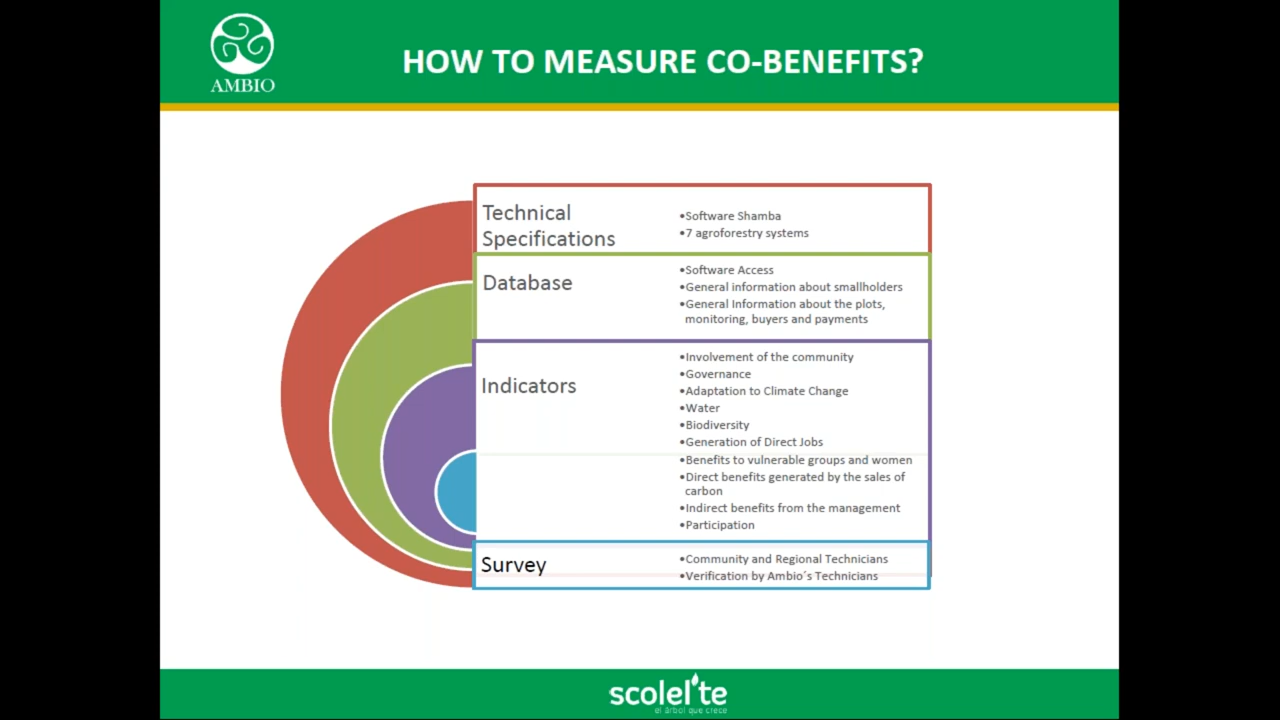 AMBIO
HOW TO MEASURE CO-BENEFITS?
Technical
Specifications
•Software Shamba
•7 agroforestry systems
Database
•Software Access
•General information about smallholders
•General Information about the plots,
monitoring, buyers and payments
Indicators
•Involvement of the community
•Governance
•Adaptation to Climate Change
•Water
•Biodiversity
•Generation of Direct Jobs
•Benefits to vulnerable groups and women
•Direct benefits generated by the sales of
carbon
•Indirect benefits from the management
•Participation
Survey
•Community and Regional Technicians
•Verification by Ambio´s Technicians
scolel'te
el árbol que crece